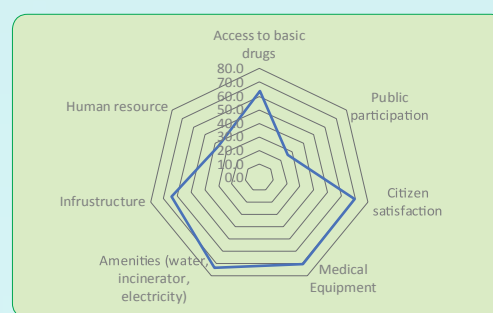 Access to basic
drugs
80.0
70.0
60.0
50.0
40.0
30.0
20.0
10.0
0.0
Public
participation
Citizen
satisfaction
Medical
Equipment
Amenities (water,
incinerator,
electricity)
Infrustructure
Human resource